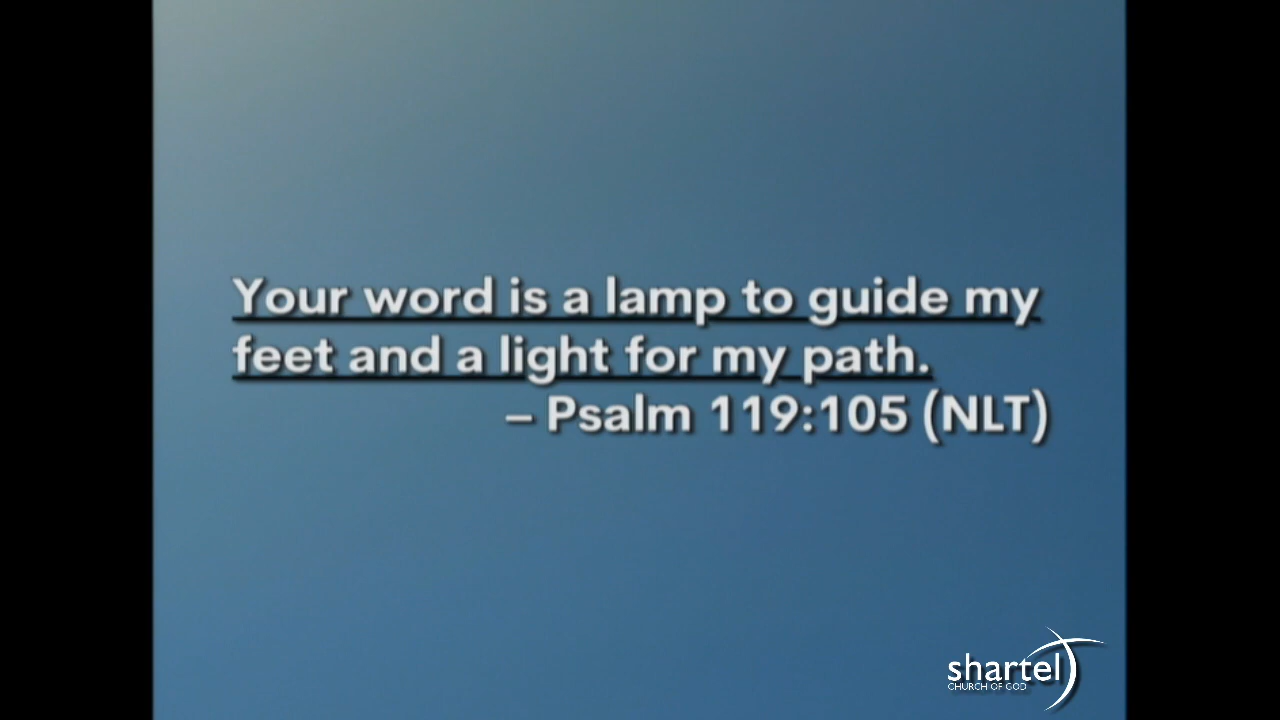 Your word is a lamp to guide my
feet and a light for my path.
– Psalm 119:105 (NLT)
shartel
CHURCH OF GOD